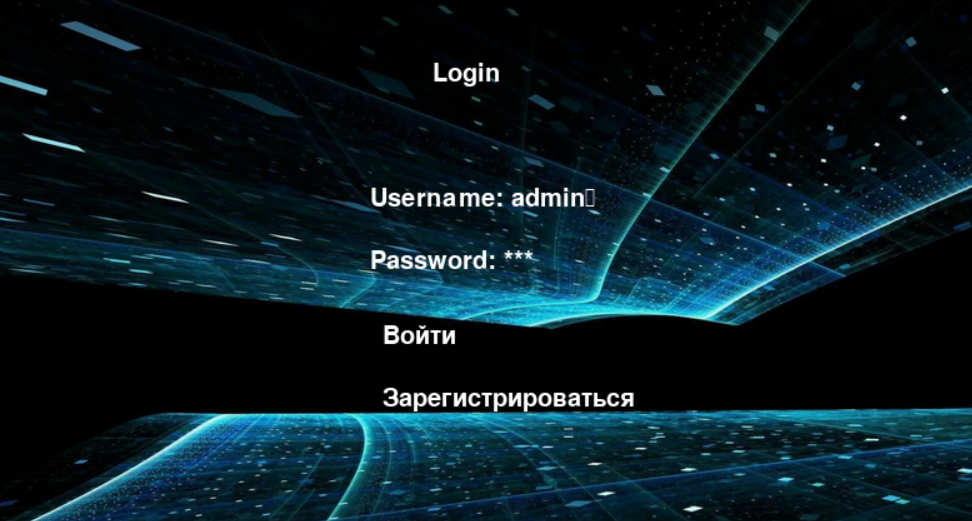 Login
Username: admin▯
Password: ***
Войти
Зарегистрироваться